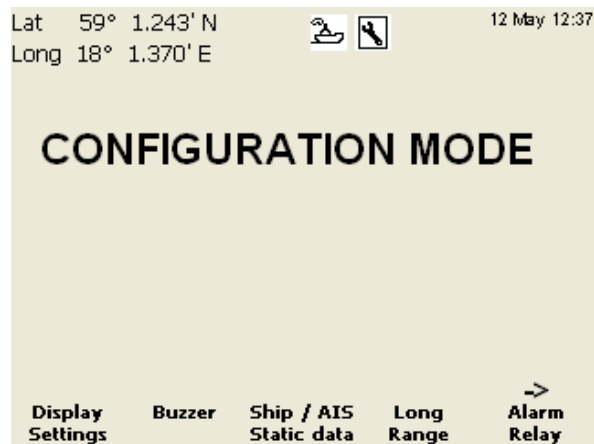 Lat 59° 1.243' N
12 May 12:37
Long 18° 1.370' E
CONFIGURATION MODE
->
Display Buzzer Ship / AIS Long Alarm
Settings Static data Range Relay